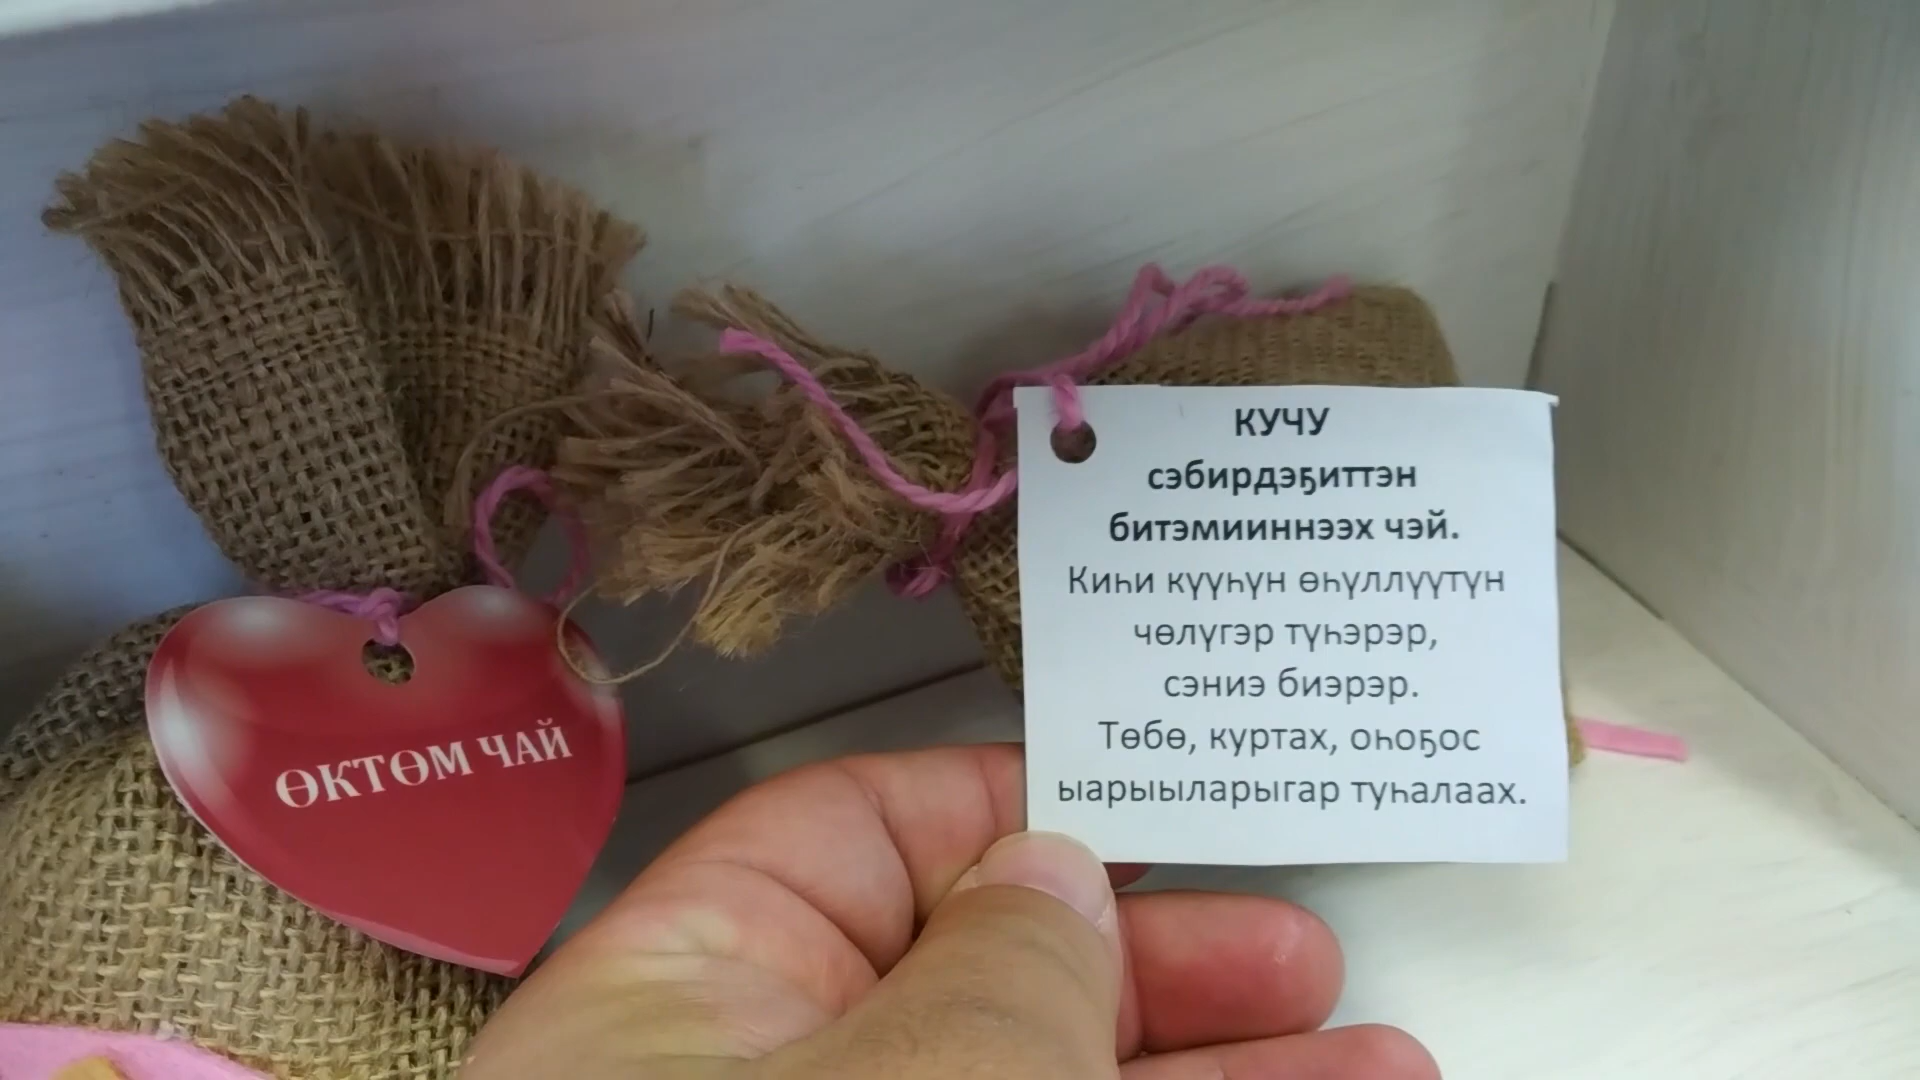 ӨКТӨМ ЧАЙ
КУЧУ
сэбирдэҕиттэн
битэмииннээх чэй.
Киһи күүһүн өһүллүүтүн
чөлүгэр түһэрэр,
сэниэ биэрэр.
Төбө, куртах, оһоҕос
ыарыыларыгар туһалаах.